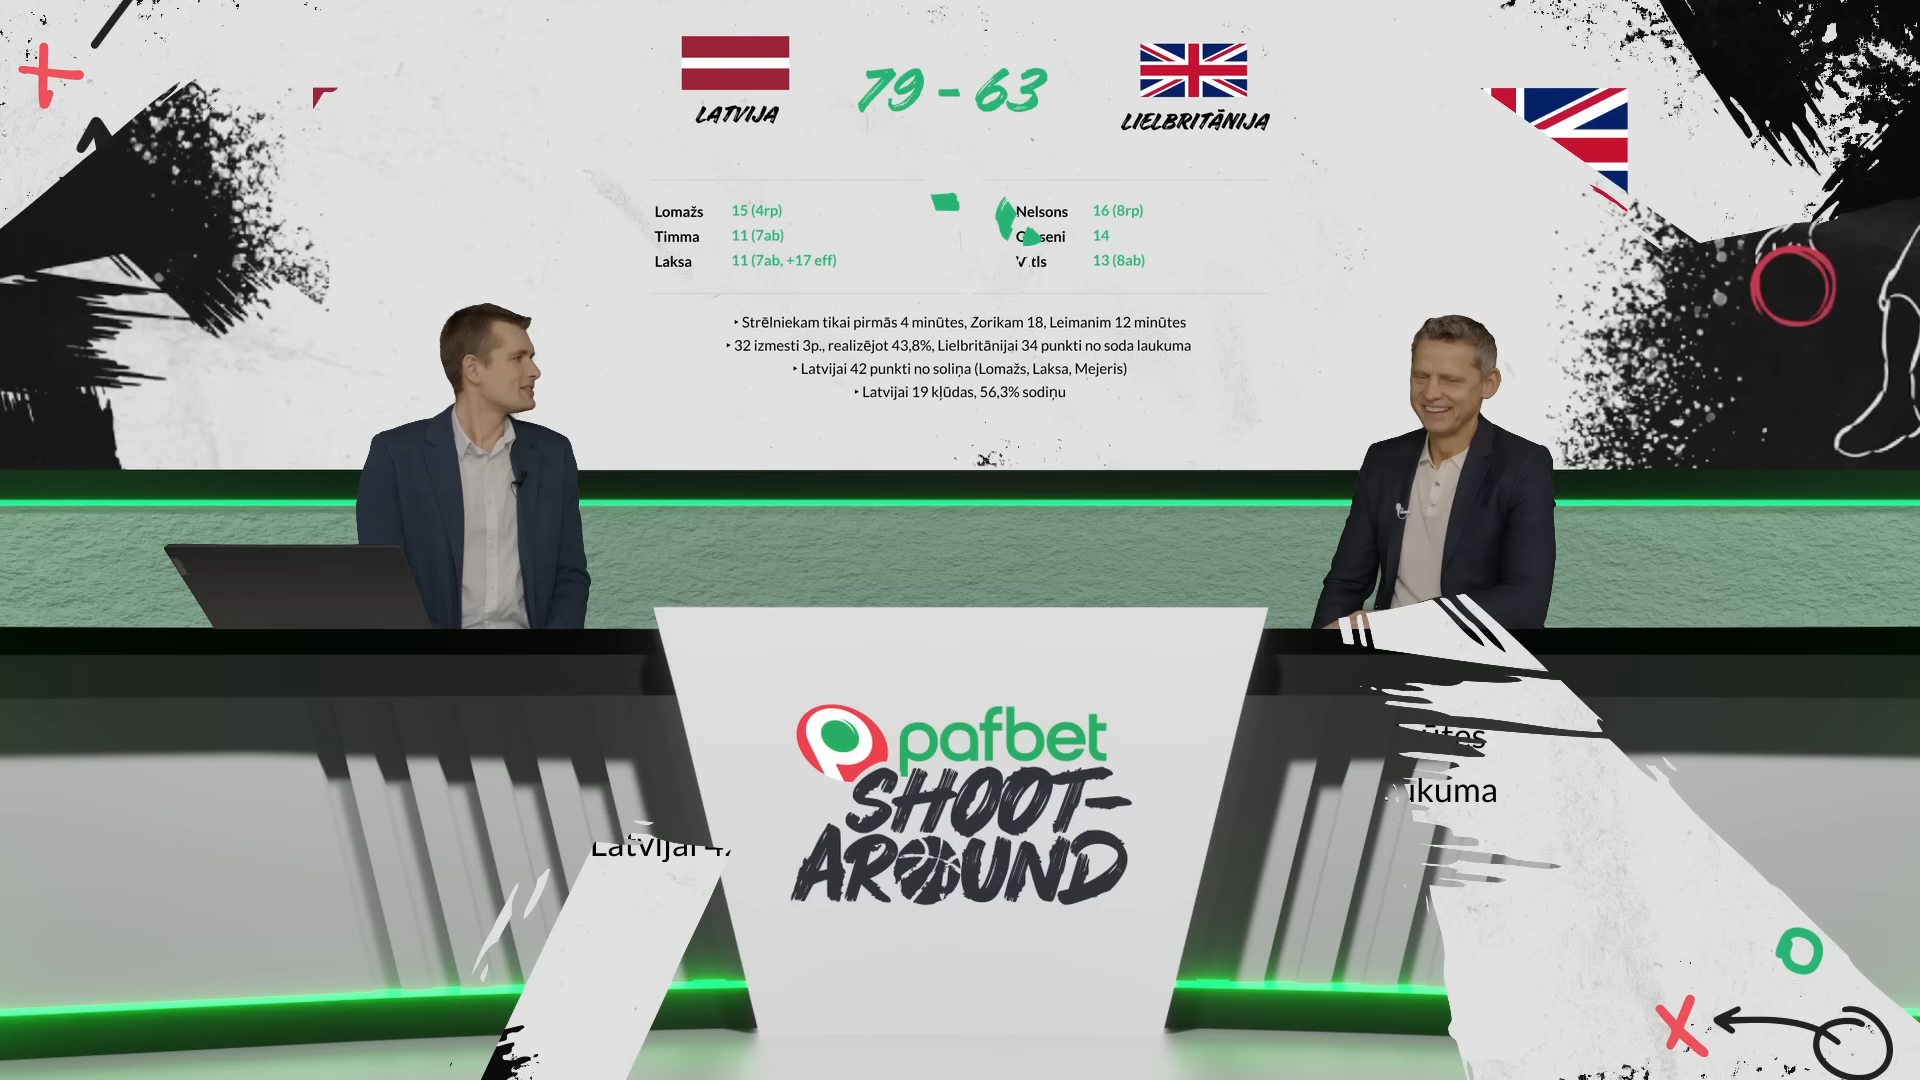 79 - 63
LATVIJA
LIELBRITĀNIJA
Lomažs 15 (4rp)
Timma 11 (7ab)
Laksa 11 (7ab, +17 eff)
Nelsons 16 (8rp)
14
13 (8ab)
‣ Strēlniekam tikai pirmās 4 minūtes, Zorikam 18, Leimanim 12 minūtes
‣ 32 izmesti 3p., realizējot 43,8%, Lielbritānijai 34 punkti no soda laukuma
‣ Latvijai 42 punkti no soliņa (Lomažs, Laksa, Mejeris)
‣ Latvijai 19 kļūdas, 56,3% sodiņu
pafbet
SHOOT-
AROUND
Latvijai